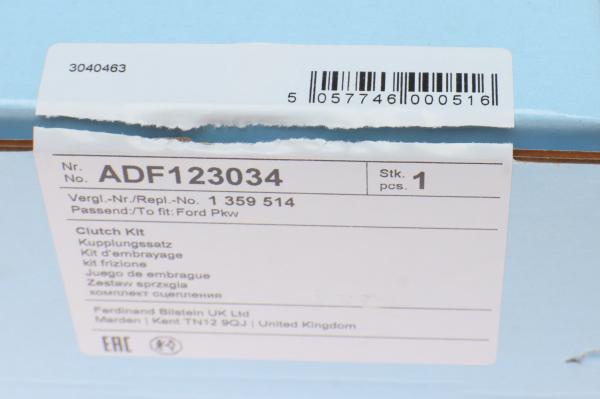 3040463
5 057746 000516
Nr.
No. ADF123034
Stk.
pcs. 1
Vergl.-Nr./Repl.-No. 1 359 514
Passend:/To fit: Ford Pkw
Clutch Kit
Kupplungssatz
Kit d'embrayage
kit frizione
Juego de embrague
Zestaw sprzxgia
комплект сцепления
Ferdinand Bilstein UK Ltd
Marden | Kent TN12 9QJ | United Kingdom
EAC